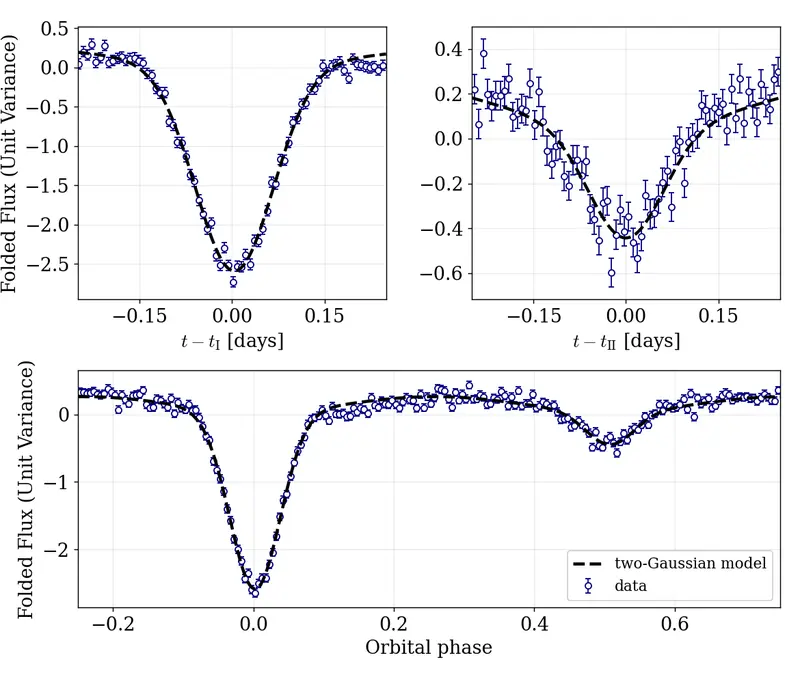 Folded Flux (Unit Variance)
0.5
0.0
−0.5
−1.0
−1.5
−2.0
−2.5
−0.15 0.00 0.15
t − tI [days]
0.4
0.2
0.0
−0.2
−0.4
−0.6
−0.15 0.00 0.15
t − tII [days]
Folded Flux (Unit Variance)
0
−1
−2
two-Gaussian model
data
−0.2 0.0 0.2 0.4 0.6
Orbital phase